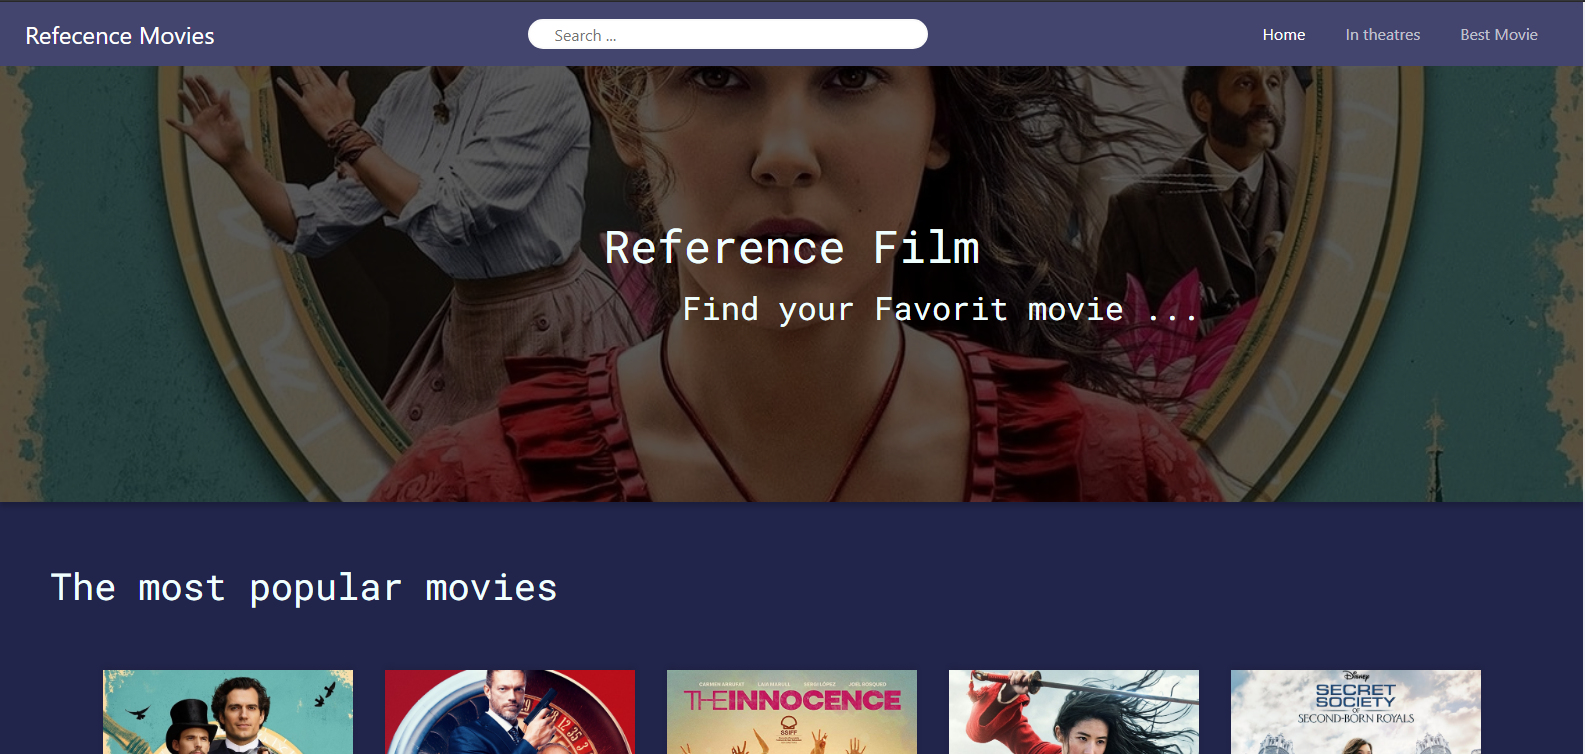 Refecence Movies
Search ...
Home
In theatres
Best Movie
Reference Film
Find your Favorit movie ...
The most popular movies
THE INNOCENCE
SSIFF
Disney
SECRET
SOCIETY
OF
SECOND-BORN ROYALS